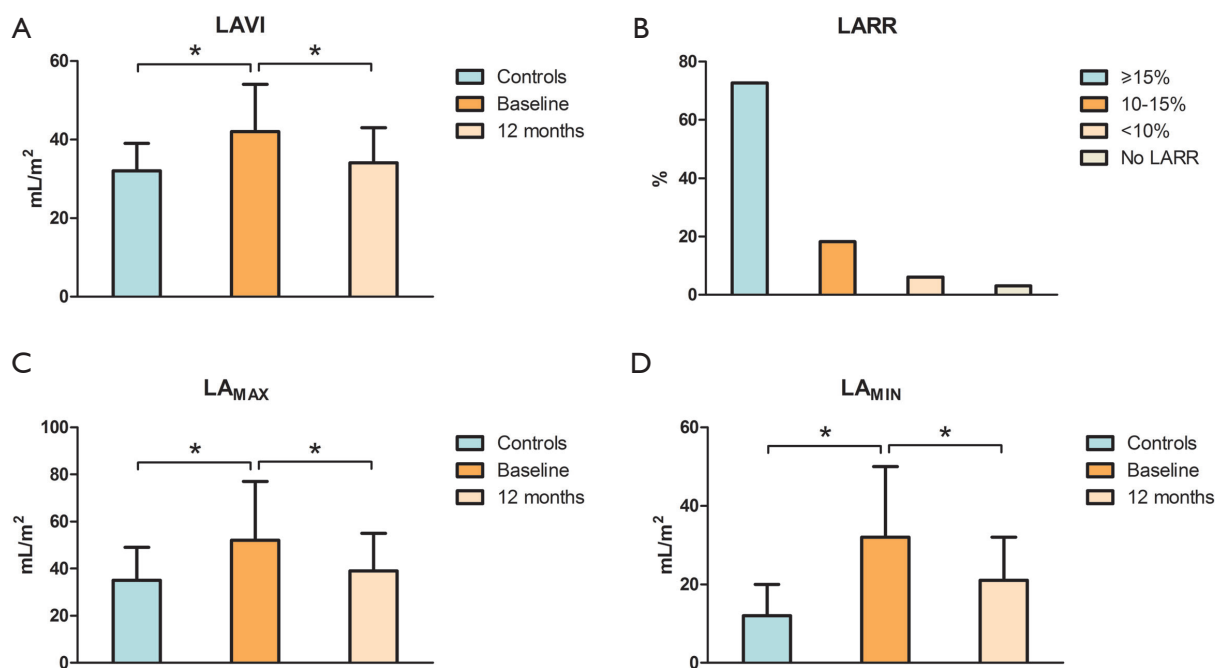 A
LAVI
60
40
20
0
mL/m²
*
*
Controls
Baseline
12 months
B
LARR
80
60
40
20
0
%
⩾15%
10-15%
<10%
No LARR
C
LA_MAX
100
80
60
40
20
0
mL/m²
*
*
Controls
Baseline
12 months
D
LA_MIN
60
40
20
0
mL/m²
*
*
Controls
Baseline
12 months